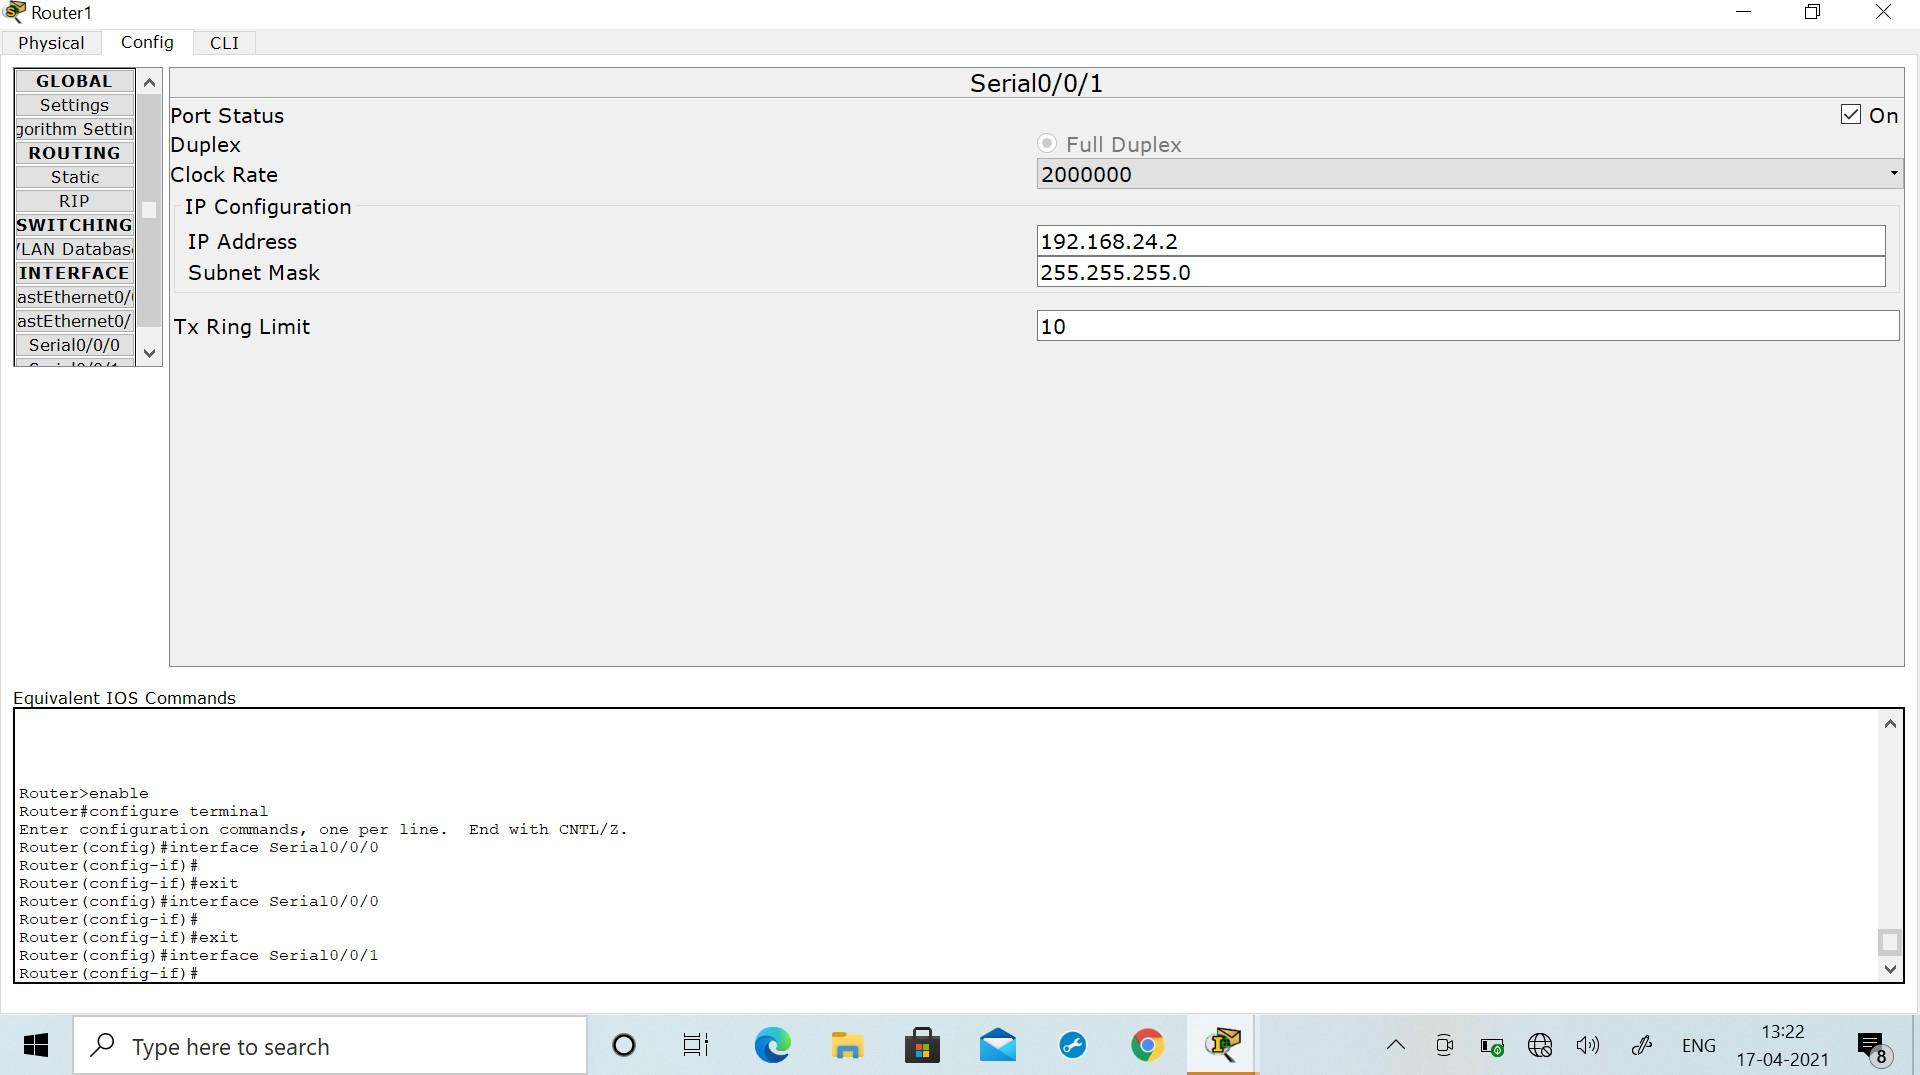 Router1
Physical
Config
CLI
GLOBAL
Settings
gorithm Settin
ROUTING
Static
RIP
SWITCHING
LAN Databas
INTERFACE
astEthernet0/
astEthernet0/
Serial0/0/0
Serial0/0/1
Serial0/0/1
Port Status
On
Duplex
Full Duplex
Clock Rate
2000000
IP Configuration
IP Address
192.168.24.2
Subnet Mask
255.255.255.0
Tx Ring Limit
10
Equivalent IOS Commands
Router>enable
Router#configure terminal
Enter configuration commands, one per line.  End with CNTL/Z.
Router(config)#interface Serial0/0/0
Router(config-if)#
Router(config-if)#exit
Router(config)#interface Serial0/0/0
Router(config-if)#
Router(config-if)#exit
Router(config)#interface Serial0/0/1
Router(config-if)#
Type here to search
ENG
13:22
17-04-2021
8